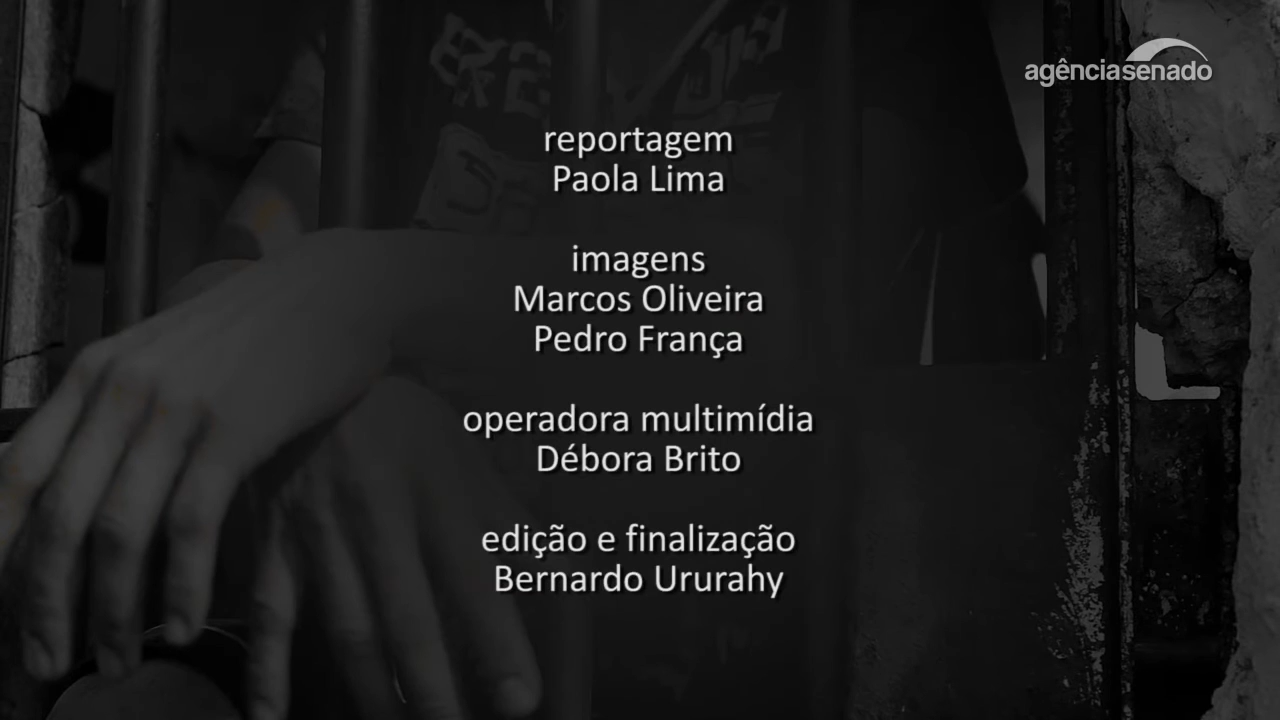 agênciasenado
reportagem
Paola Lima
imagens
Marcos Oliveira
Pedro França
operadora multimídia
Débora Brito
edição e finalização
Bernardo Ururahy